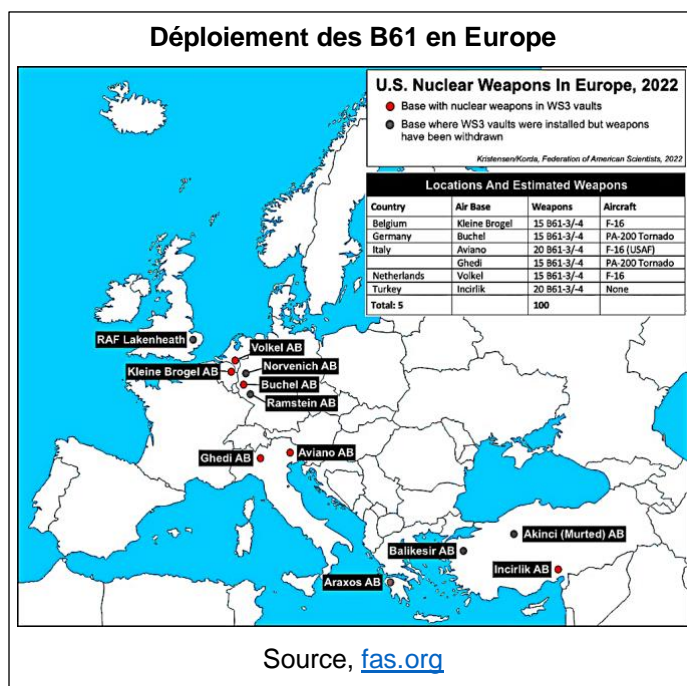 Déploiement des B61 en Europe
U.S. Nuclear Weapons In Europe, 2022
Base with nuclear weapons in WS3 vaults
Base where WS3 vaults were installed but weapons
have been withdrawn
Kristensen/Korda, Federation of American Scientists, 2022
Locations And Estimated Weapons
Country Air Base Weapons Aircraft
Belgium Kleine Brogel 15 B61-3/-4 F-16
Germany Buchel 15 B61-3/-4 PA-200 Tornado
Italy Aviano 20 B61-3/-4 F-16 (USAF)
Ghedi 15 B61-3/-4 PA-200 Tornado
Netherlands Volkel 15 B61-3/-4 F-16
Turkey Incirlik 20 B61-3/-4 None
Total: 5 100
RAF Lakenheath
Volkel AB
Kleine Brogel AB
Norvenich AB
Buchel AB
Ramstein AB
Ghedi AB
Aviano AB
Akinci (Murted) AB
Balikesir AB
Incirlik AB
Araxos AB
Source, fas.org